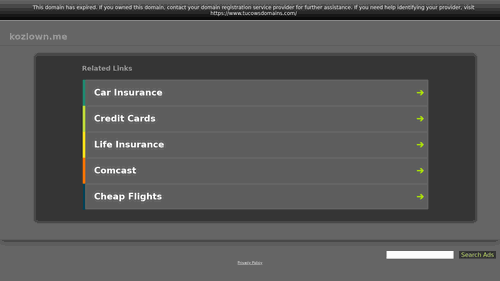 This domain has expired. If you owned this domain, contact your domain registration service provider for further assistance. If you need help identifying your provider, visit
https://www.tucowsdomains.com/
kozlown.me
Related Links
Car Insurance
Credit Cards
Life Insurance
Comcast
Cheap Flights
Search Ads
Privacy Policy